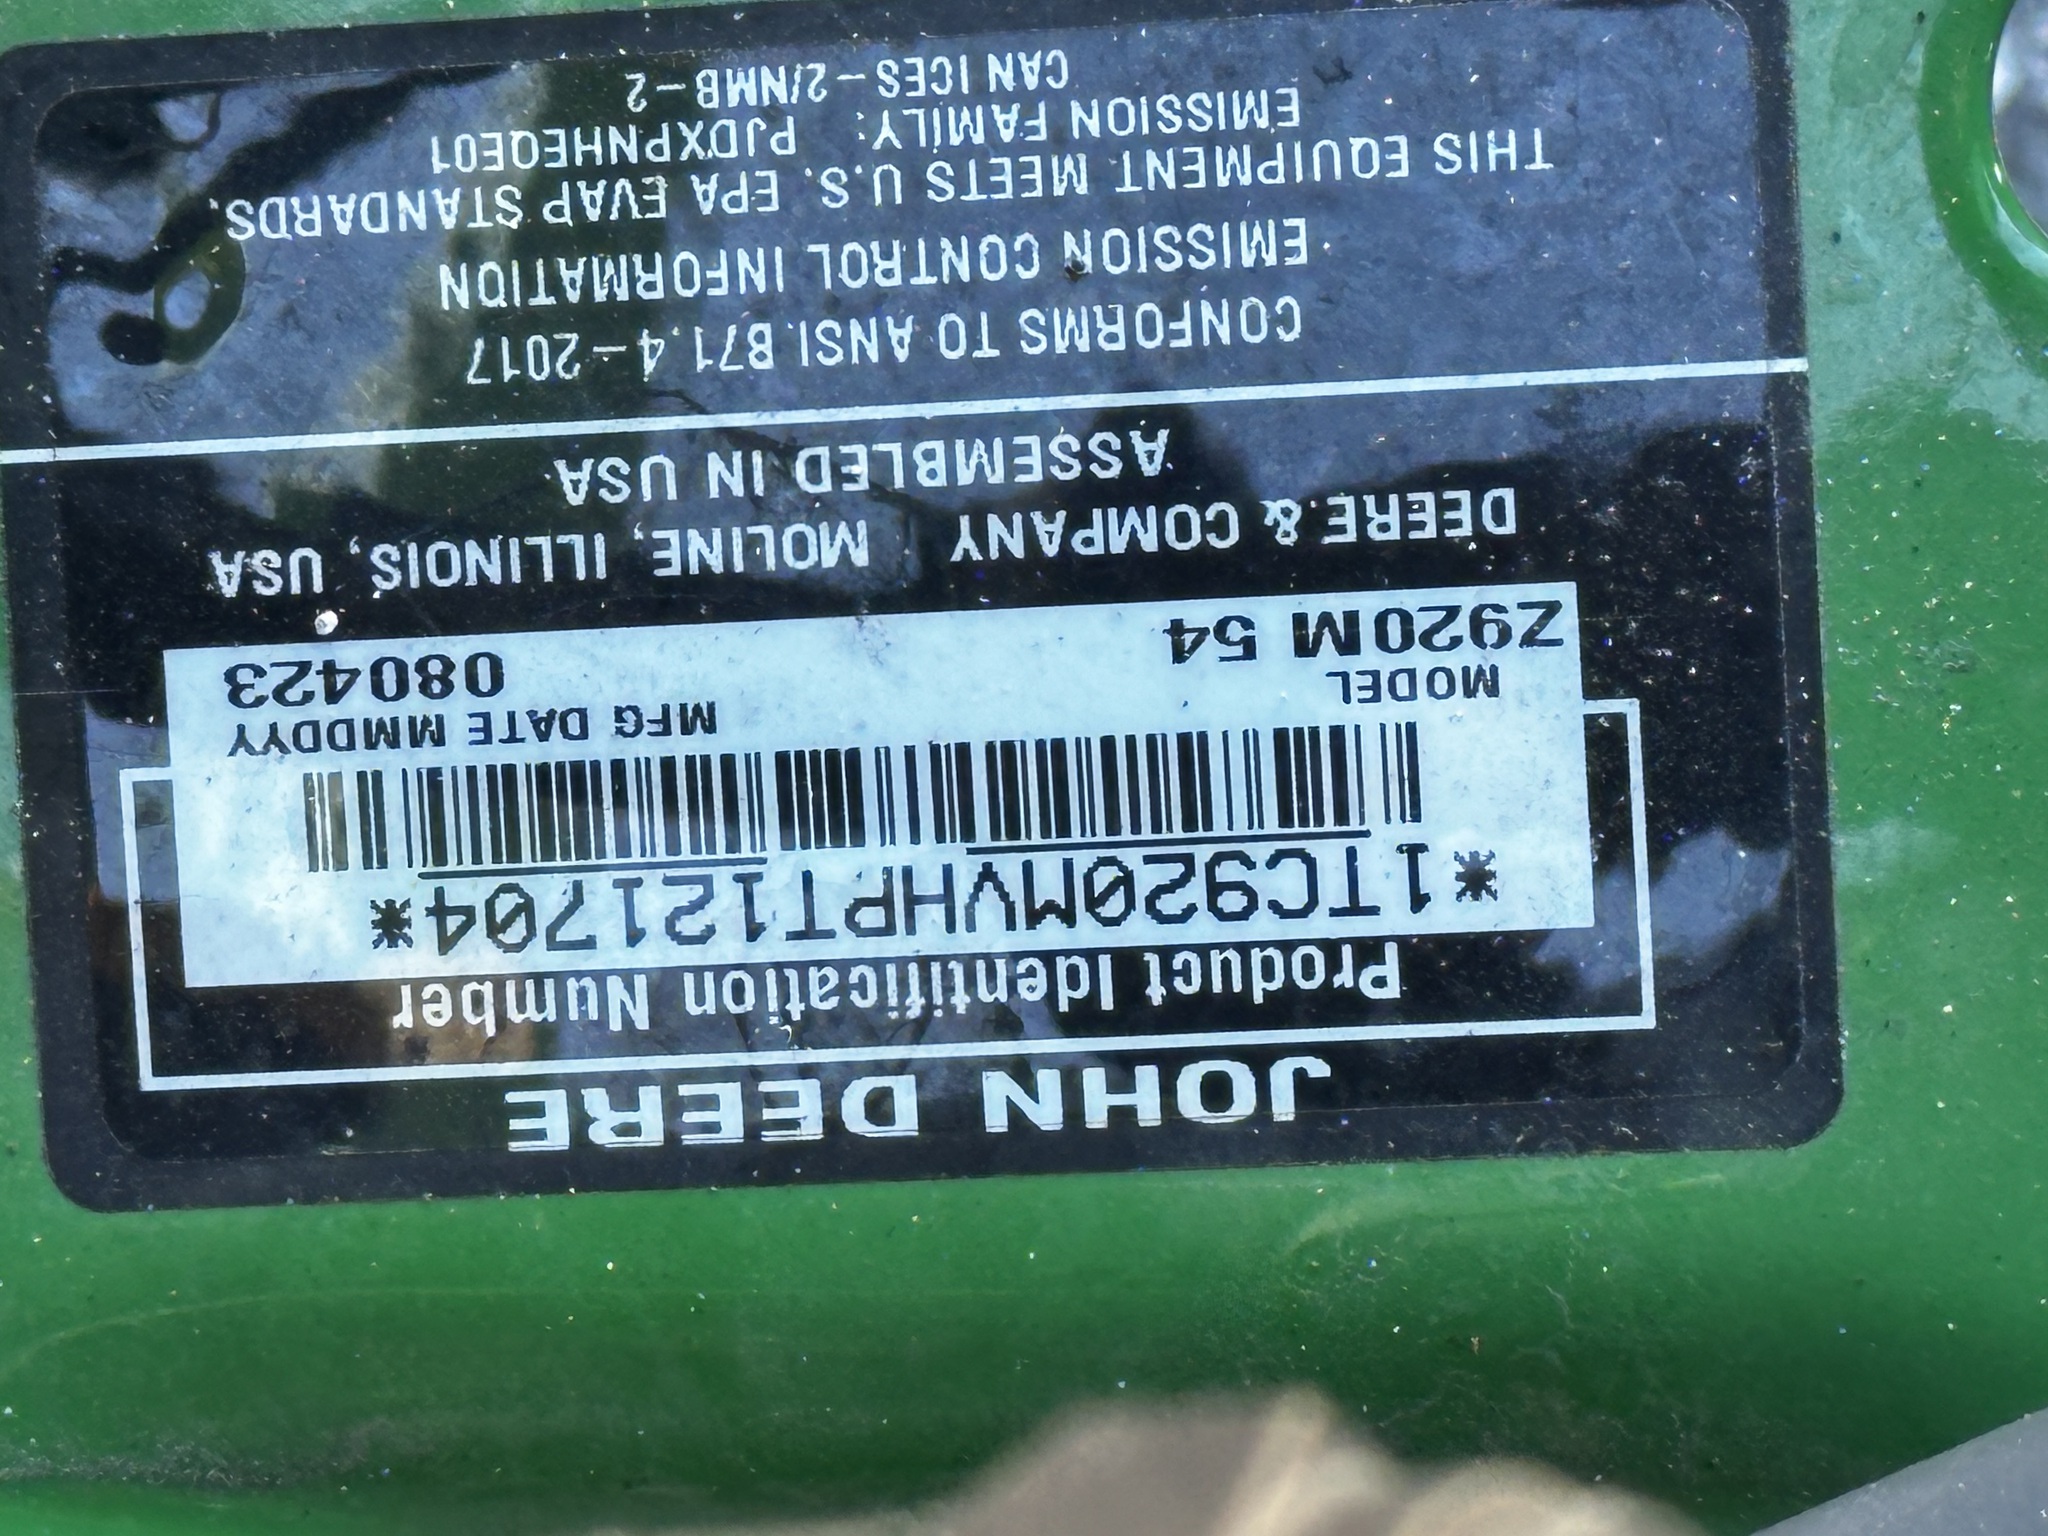 JOHN DEERE
Product Identification Number
*1TC920MVHPT121704*
MODEL MFG DATE MMDDYY
Z920M 54 080423
DEERE & COMPANY MOLINE, ILLINOIS, USA
ASSEMBLED IN USA
CONFORMS TO ANSI B71.4-2017
EMISSION CONTROL INFORMATION
THIS EQUIPMENT MEETS U.S. EPA EVAP STANDARDS.
EMISSION FAMILY: PJDXPNHEQE01
CAN ICES-2/NMB-2